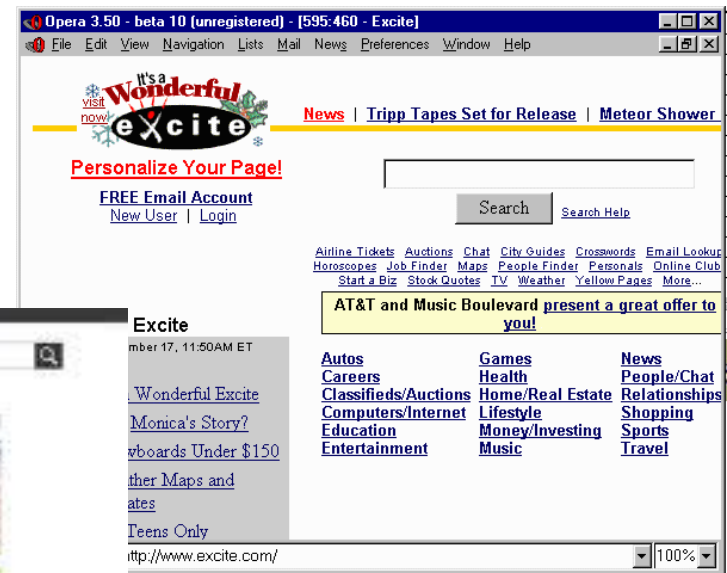 Opera 3.50 - beta 10 (unregistered) - [595:460 - Excite]
File Edit View Navigation Lists Mail News Preferences Window Help
It's a
Wonderful
visit
now
excite
News | Tripp Tapes Set for Release | Meteor Shower
Personalize Your Page!
FREE Email Account
New User | Login
Search Search Help
Airline Tickets Auctions Chat City Guides Crosswords Email Lookup
Horoscopes Job Finder Maps People Finder Personals Online Club
Start a Biz Stock Quotes TV Weather Yellow Pages More...
AT&T and Music Boulevard present a great offer to
you!
Excite
mber 17, 11:50AM ET
Wonderful Excite
Monica's Story?
wboards Under $150
ther Maps and
ates
Teens Only
Autos Games News
Careers Health People/Chat
Classifieds/Auctions Home/Real Estate Relationships
Computers/Internet Lifestyle Shopping
Education Money/Investing Sports
Entertainment Music Travel
ttp://www.excite.com/ 100%